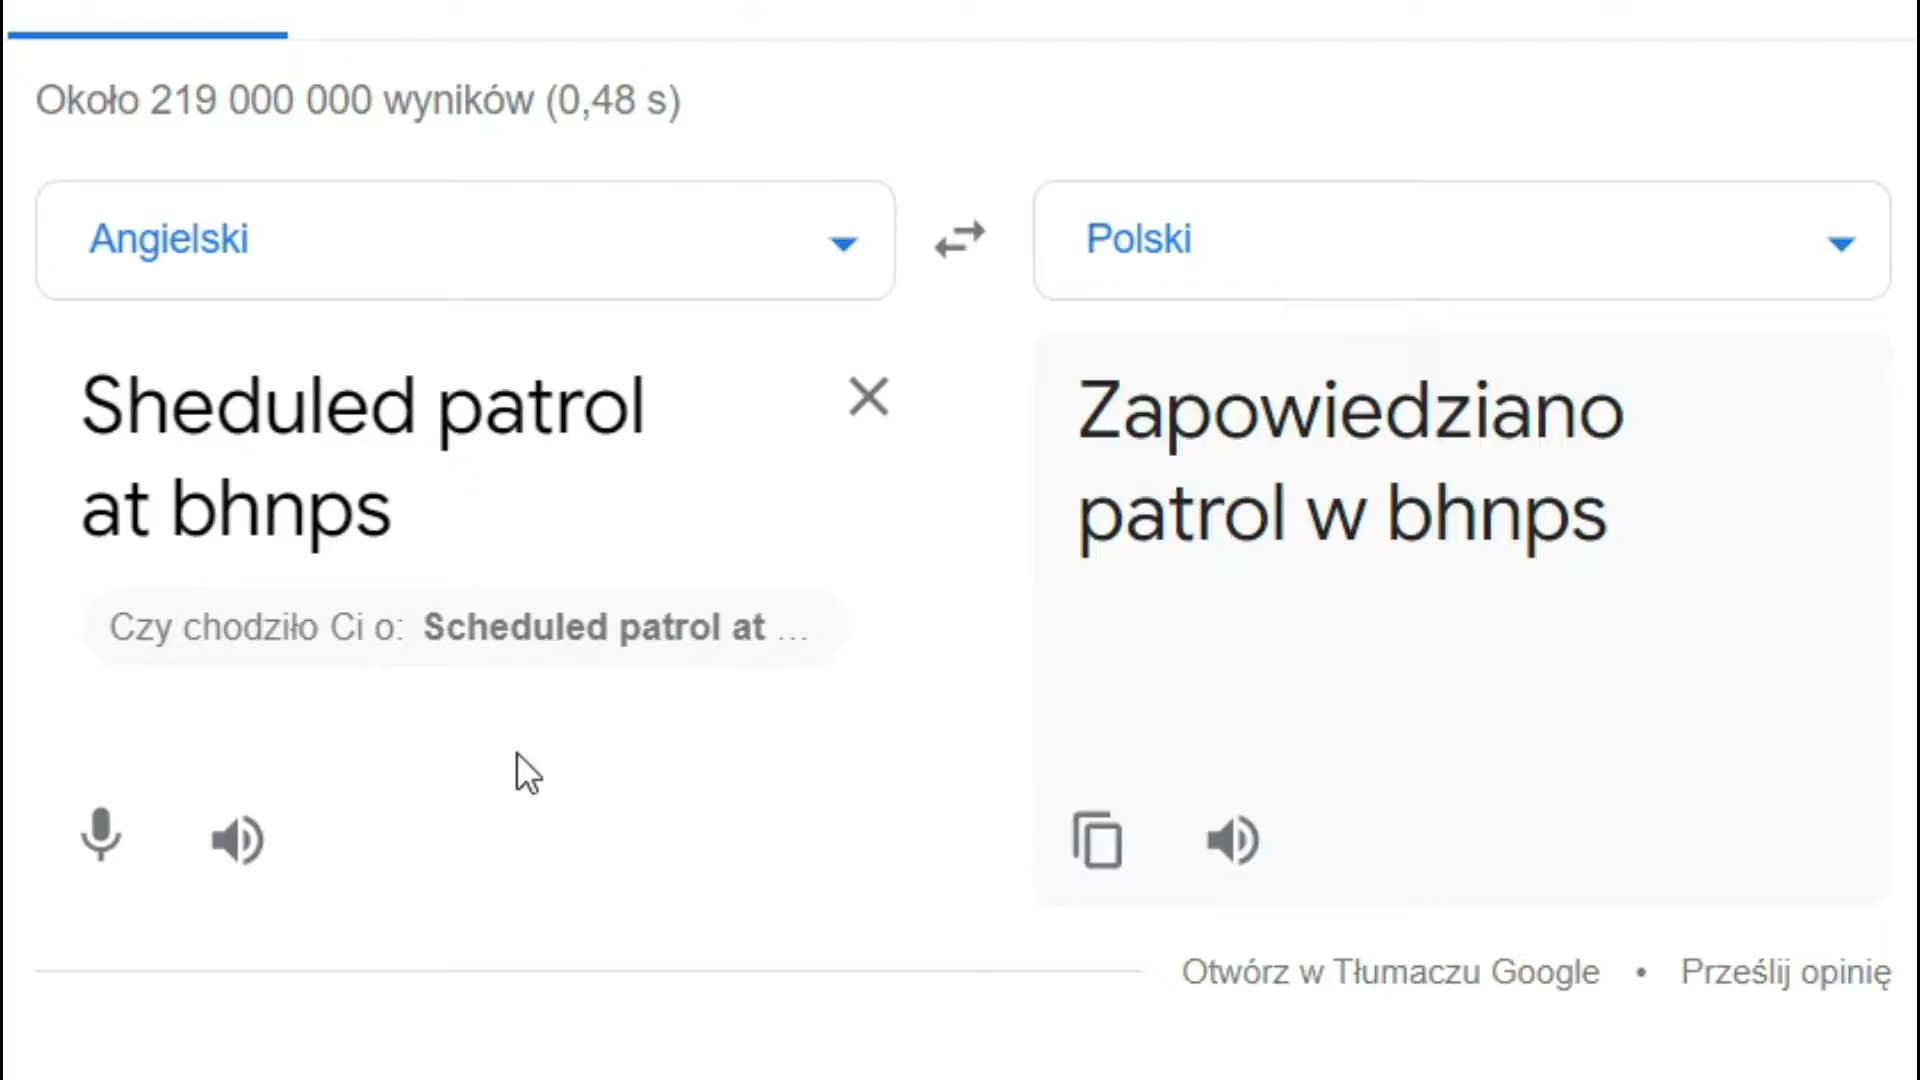 Około 219 000 000 wyników (0,48 s)
Angielski
Polski
Sheduled patrol
at bhnps
Czy chodziło Ci o: Scheduled patrol at ...
Zapowiedziano
patrol w bhnps
Otwórz w Tłumaczu Google • Prześlij opinię